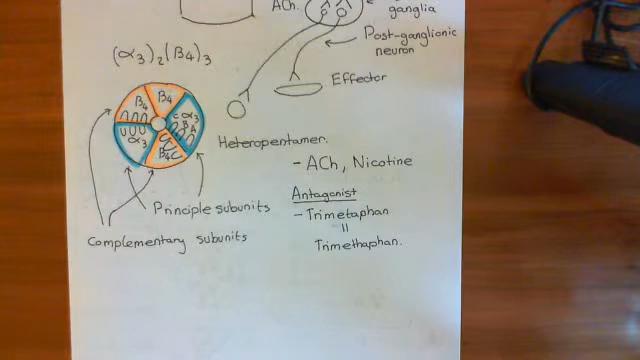 ACh.
ganglia
Post-ganglionic
neuron
Effector
(α3)2(β4)3
β4
β4
α3
C
B
A
α3
β4
C
Heteropentamer.
- ACh, Nicotine
Antagonist
- Trimetaphan
=
Trimethaphan.
Principle subunits
Complementary subunits